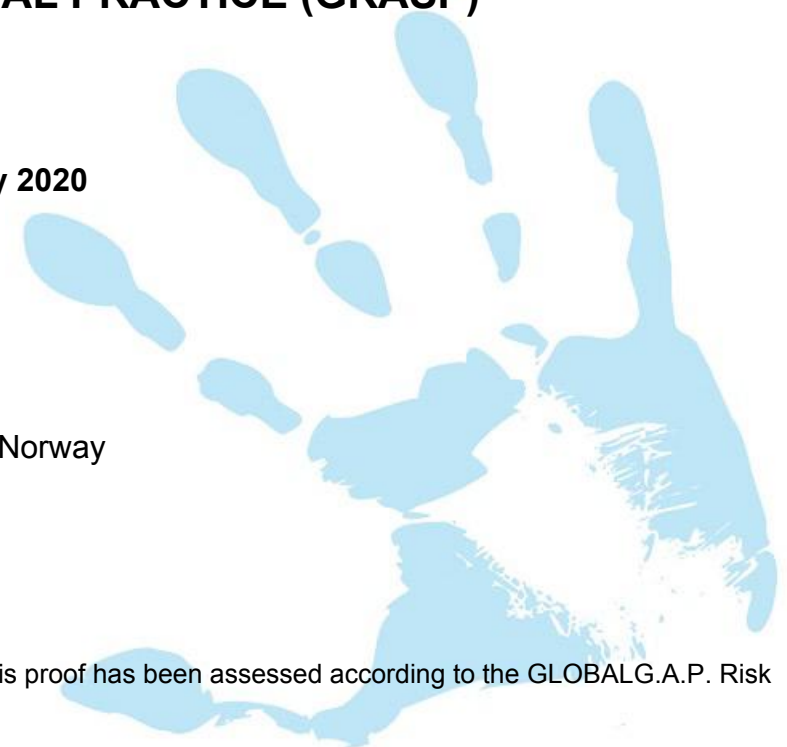 AL PRACTICE (GRASP)
y 2020
Norway
is proof has been assessed according to the GLOBALG.A.P. Risk